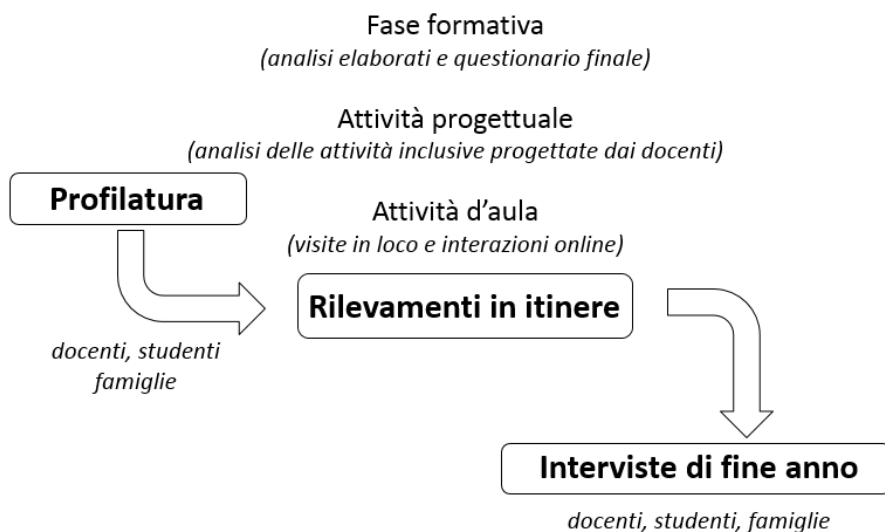 Fase formativa
(analisi elaborati e questionario finale)
Attività progettuale
(analisi delle attività inclusive progettate dai docenti)
Profilatura
Attività d’aula
(visite in loco e interazioni online)
Rilevamenti in itinere
docenti, studenti
famiglie
Interviste di fine anno
docenti, studenti, famiglie